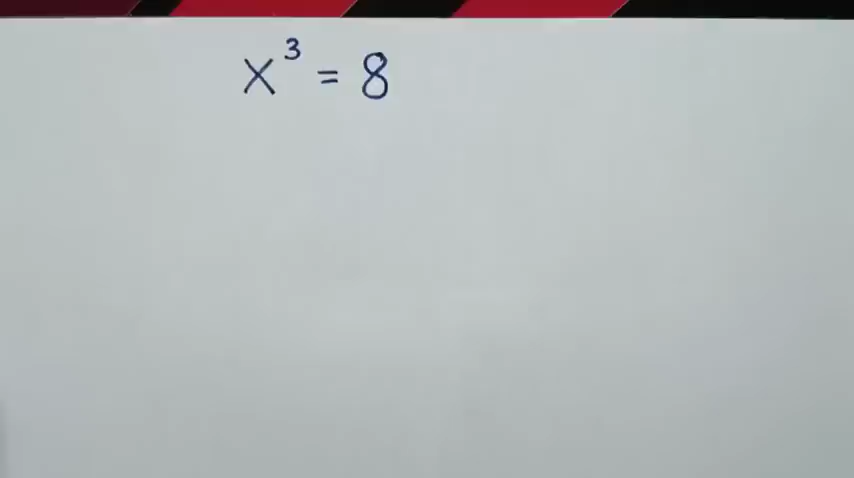 x³ = 8